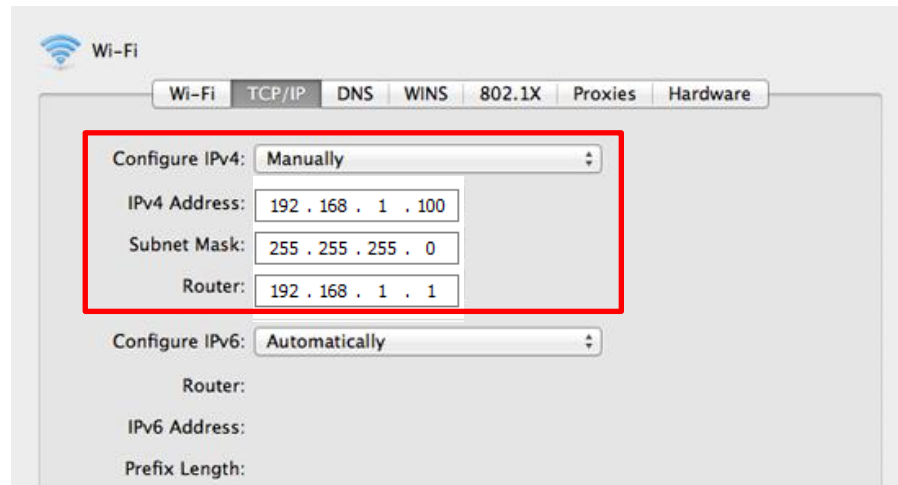 Wi-Fi
Wi-Fi TCP/IP DNS WINS 802.1X Proxies Hardware
Configure IPv4: Manually
IPv4 Address: 192 . 168 . 1 . 100
Subnet Mask: 255 . 255 . 255 . 0
Router: 192 . 168 . 1 . 1
Configure IPv6: Automatically
Router:
IPv6 Address:
Prefix Length: